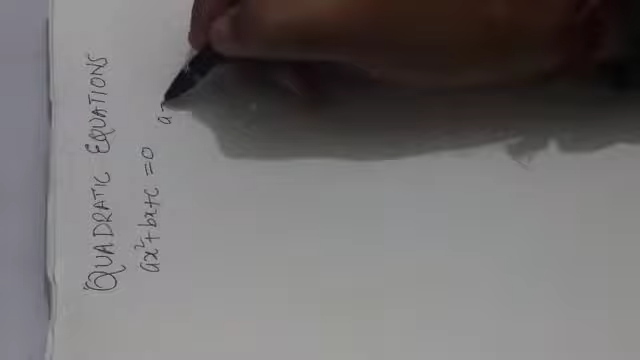 QUADRATIC EQUATIONS
ax²+bx+c = 0
a